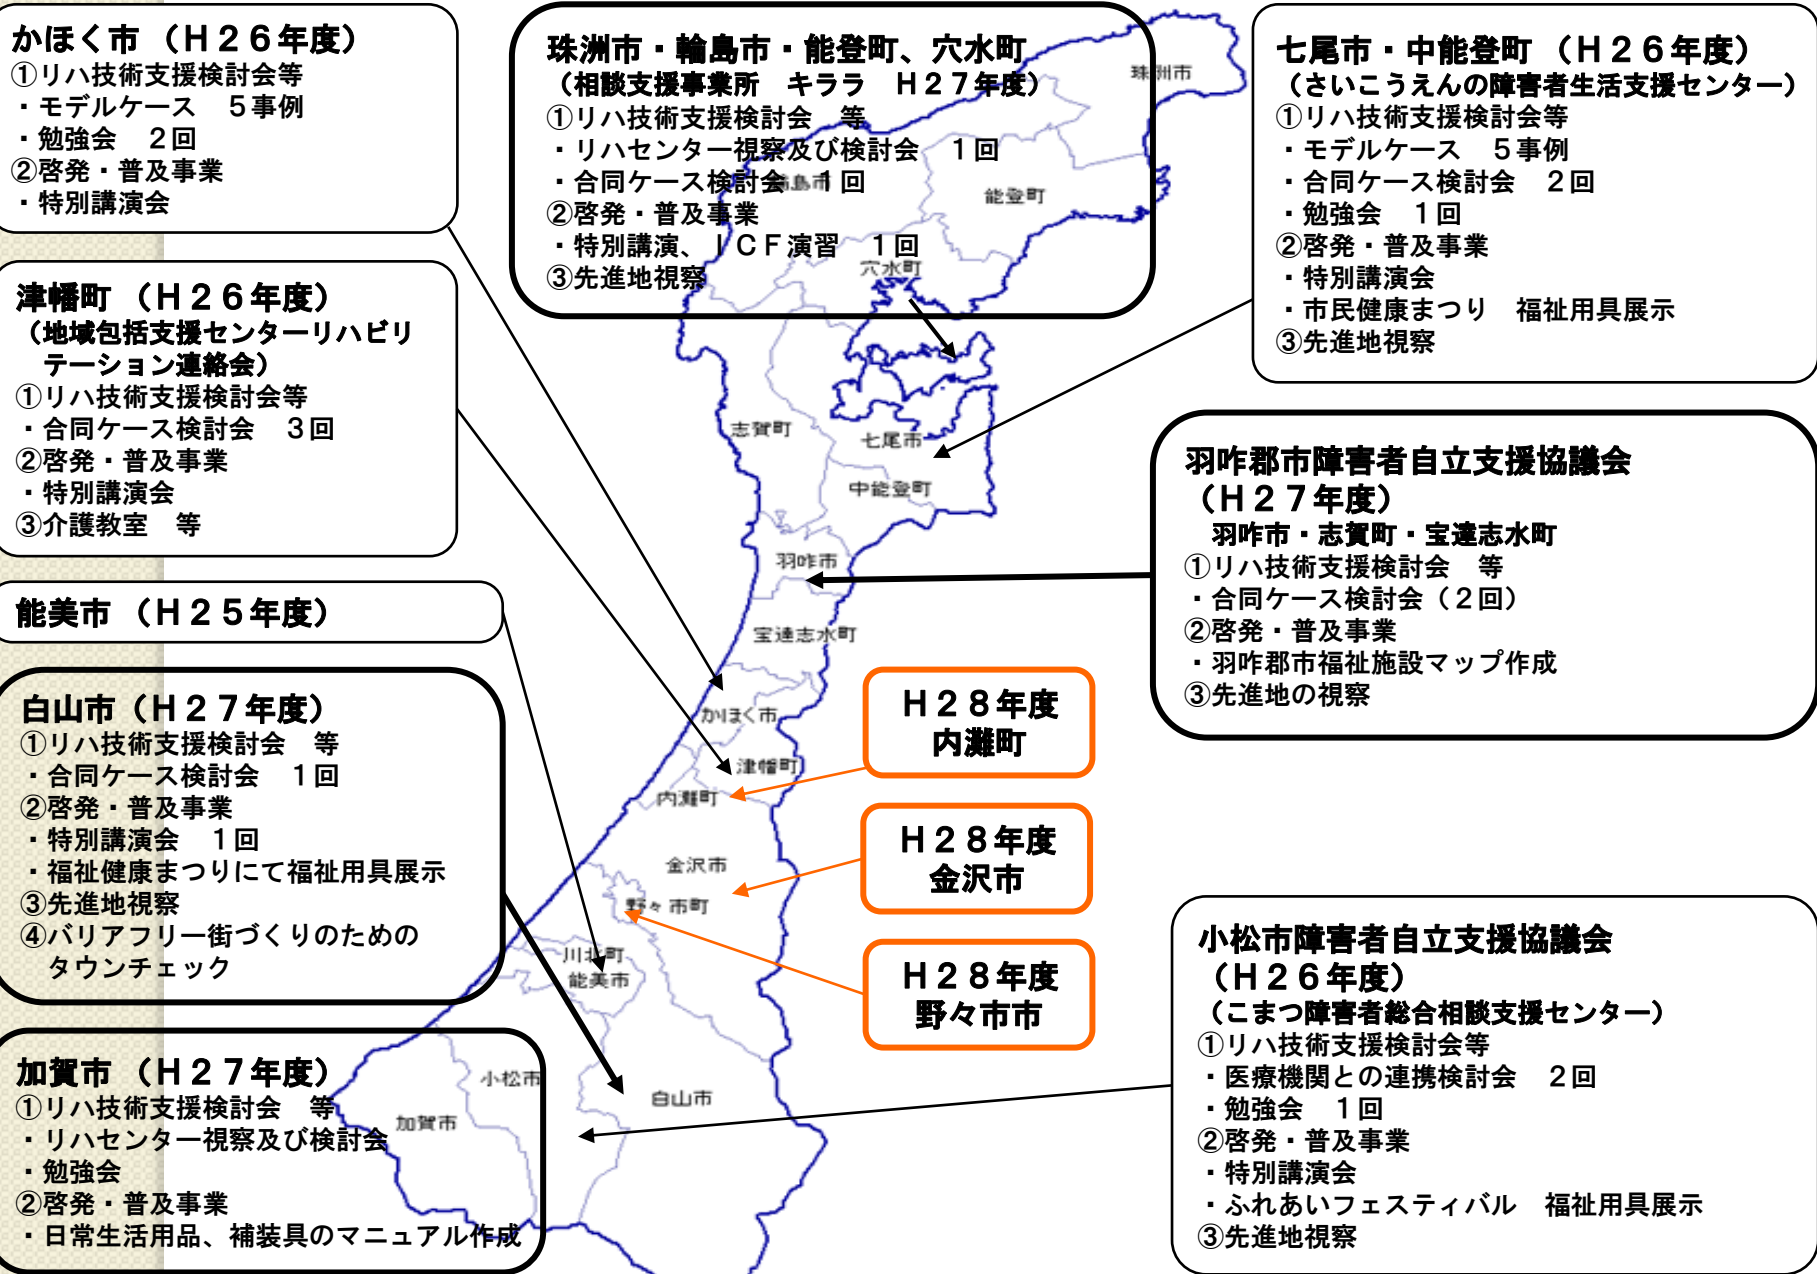 かほく市 （Ｈ２６年度）
①リハ技術支援検討会等
・モデルケース　５事例
・勉強会　２回
②啓発・普及事業
・特別講演会
津幡町 （Ｈ２６年度）
（地域包括支援センターリハビリ
テーション連絡会）
①リハ技術支援検討会等
・合同ケース検討会　３回
②啓発・普及事業
・特別講演会
③介護教室　等
能美市 （Ｈ２５年度）
白山市（Ｈ２７年度）
①リハ技術支援検討会　等
・合同ケース検討会　１回
②啓発・普及事業
・特別講演会　１回
・福祉健康まつりにて福祉用具展示
③先進地視察
④バリアフリー街づくりのための
タウンチェック
加賀市 （Ｈ２７年度）
①リハ技術支援検討会　等
・リハセンター視察及び検討会
・勉強会
②啓発・普及事業
・日常生活用品、補装具のマニュアル作成
珠洲市・輪島市・能登町、穴水町
（相談支援事業所　キララ　Ｈ２７年度）
①リハ技術支援検討会　等
・リハセンター視察及び検討会　１回
・合同ケース検討会　１回
②啓発・普及事業
・特別講演、ＩＣＦ演習　１回
③先進地視察
七尾市・中能登町 （Ｈ２６年度）
（さいこうえんの障害者生活支援センター）
①リハ技術支援検討会等
・モデルケース　５事例
・合同ケース検討会　２回
・勉強会　１回
②啓発・普及事業
・特別講演会
・市民健康まつり　福祉用具展示
③先進地視察
羽咋郡市障害者自立支援協議会
（Ｈ２７年度）
羽咋市・志賀町・宝達志水町
①リハ技術支援検討会　等
・合同ケース検討会（２回）
②啓発・普及事業
・羽咋郡市福祉施設マップ作成
③先進地の視察
Ｈ２８年度
内灘町
Ｈ２８年度
金沢市
Ｈ２８年度
野々市市
小松市障害者自立支援協議会
（Ｈ２６年度）
（こまつ障害者総合相談支援センター）
①リハ技術支援検討会等
・医療機関との連携検討会　２回
・勉強会　１回
②啓発・普及事業
・特別講演会
・ふれあいフェスティバル　福祉用具展示
③先進地視察
珠洲市
輪島市
能登町
穴水町
志賀町
七尾市
中能登町
羽咋市
宝達志水町
かほく市
津幡町
内灘町
金沢市
野々市町
川北町
能美市
小松市
白山市
加賀市